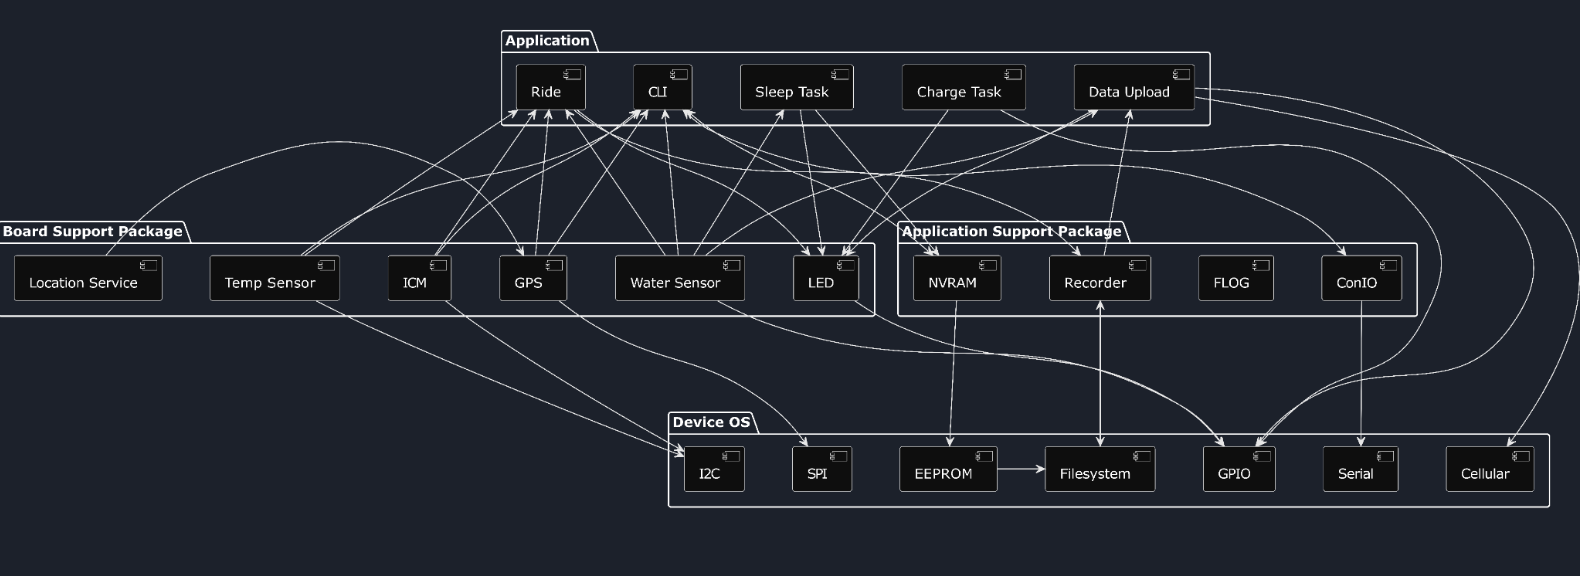 Application
Ride
CLI
Sleep Task
Charge Task
Data Upload
Board Support Package
Location Service
Temp Sensor
ICM
GPS
Water Sensor
LED
Application Support Package
NVRAM
Recorder
FLOG
ConIO
Device OS
I2C
SPI
EEPROM
Filesystem
GPIO
Serial
Cellular